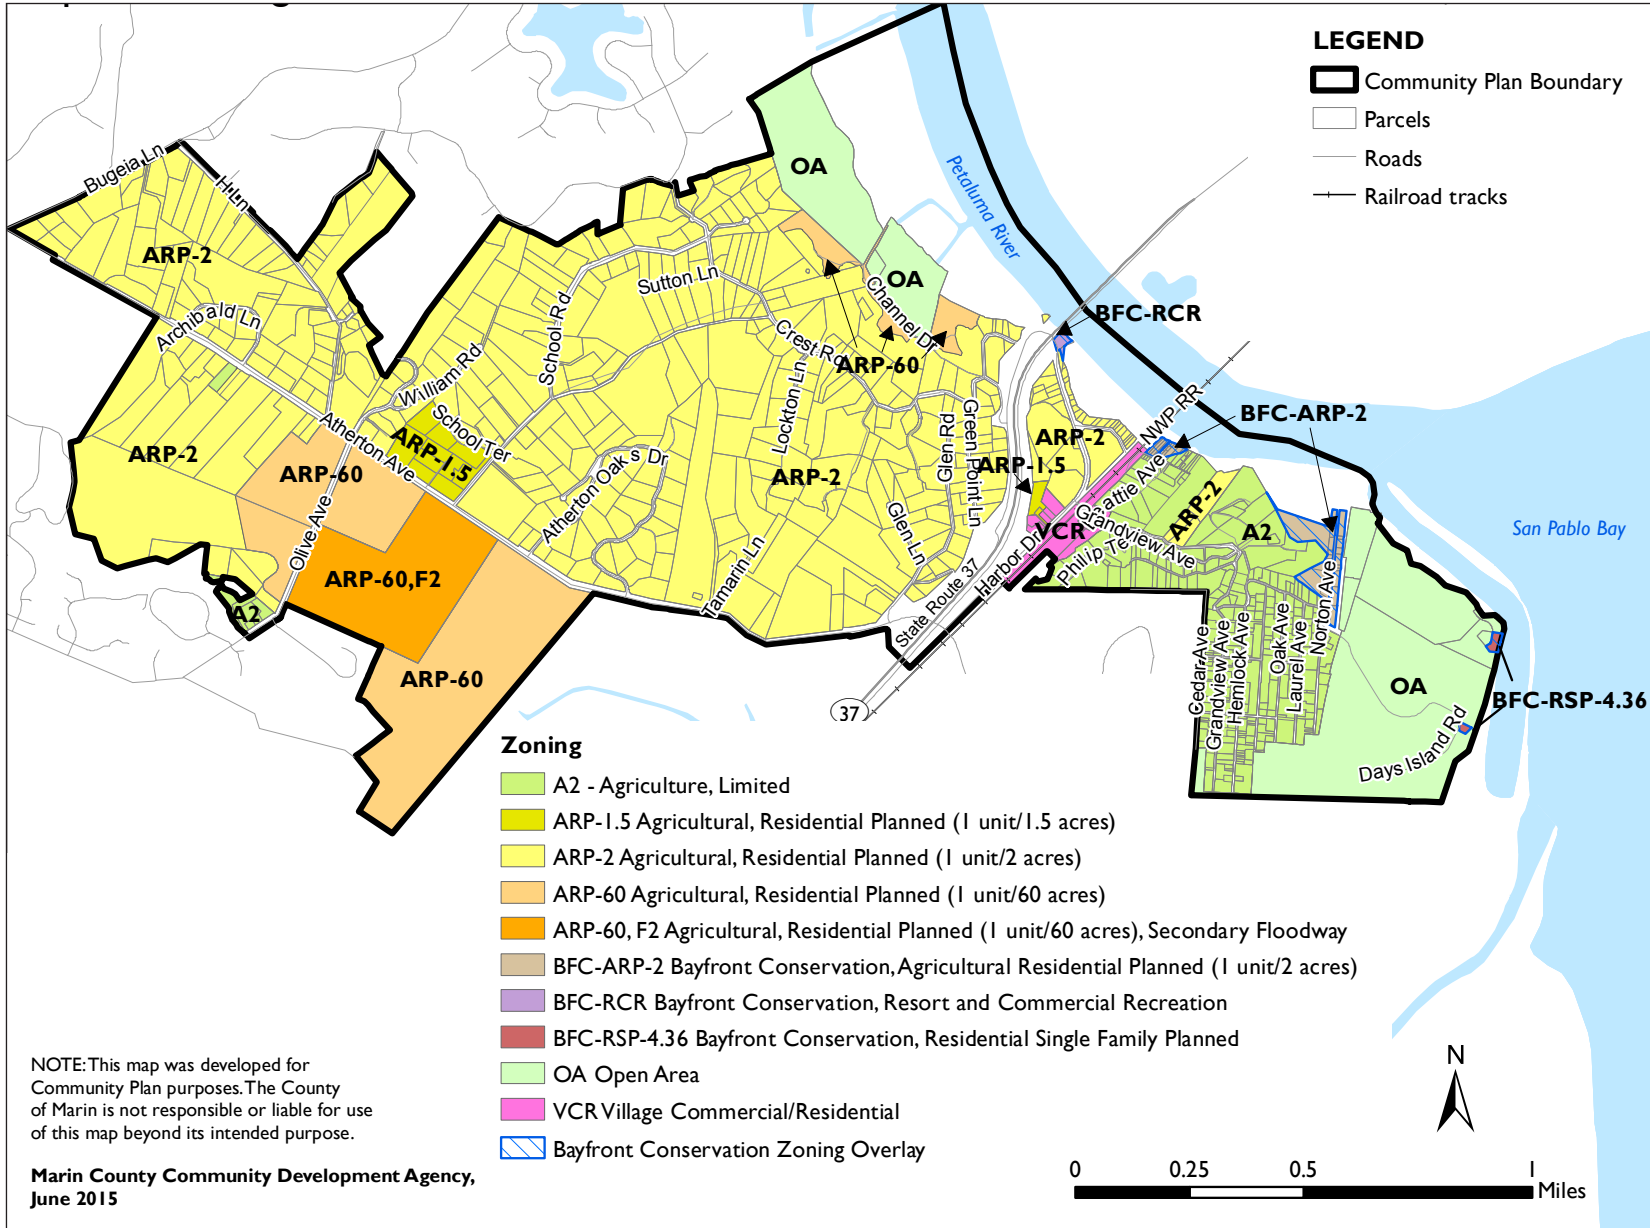 LEGEND
Community Plan Boundary
Parcels
Roads
Railroad tracks
Petaluma River
San Pablo Bay
Bugeia Ln
H Ln
ARP-2
Archibald Ln
ARP-2
ARP-60
Olive Ave
Atherton Ave
William Rd
School Ter
ARP-1.5
School Rd
Sutton Ln
Crest Rd
Channel Dr
OA
OA
ARP-60
Lockton Ln
Atherton Oaks Dr
ARP-2
Glen Rd
Green Point Ln
Glen Ln
Tamarin Ln
ARP-60,F2
ARP-60
A2
State Route 37
Harbor Dr
37
ARP-1.5
ARP-2
VCR
BFC-RCR
NWP RR
BFC-ARP-2
Grandview Ave
ARP-2
A2
Cedar Ave
Grandview Ave
Hemlock Ave
Oak Ave
Laurel Ave
Norton Ave
OA
Days Island Rd
BFC-RSP-4.36
Zoning
A2 - Agriculture, Limited
ARP-1.5 Agricultural, Residential Planned (1 unit/1.5 acres)
ARP-2 Agricultural, Residential Planned (1 unit/2 acres)
ARP-60 Agricultural, Residential Planned (1 unit/60 acres)
ARP-60, F2 Agricultural, Residential Planned (1 unit/60 acres), Secondary Floodway
BFC-ARP-2 Bayfront Conservation, Agricultural Residential Planned (1 unit/2 acres)
BFC-RCR Bayfront Conservation, Resort and Commercial Recreation
BFC-RSP-4.36 Bayfront Conservation, Residential Single Family Planned
OA Open Area
VCR Village Commercial/Residential
Bayfront Conservation Zoning Overlay
NOTE: This map was developed for
Community Plan purposes. The County
of Marin is not responsible or liable for use
of this map beyond its intended purpose.
Marin County Community Development Agency,
June 2015
N
0 0.25 0.5 1
Miles